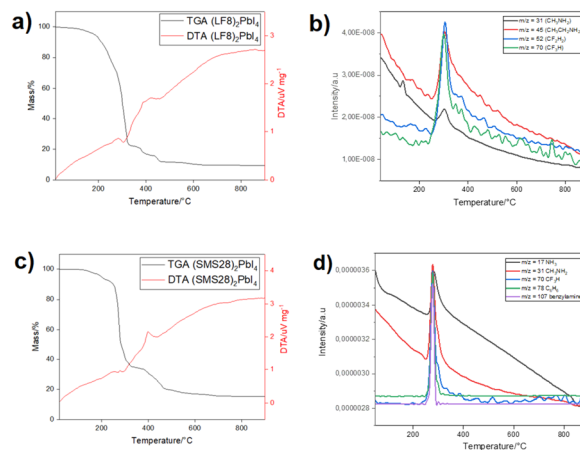 a)
TGA (LF8)₂PbI₄
DTA (LF8)₂PbI₄
Mass/%
100
80
60
40
20
0
3
2
1
0
DTA/uV mg⁻¹
0 200 400 600 800
Temperature/°C
b)
m/z = 31 (CH₃NH₂)
m/z = 45 (CH₃CH₂NH₂)
m/z = 52 (CF₂H₂)
m/z = 70 (CF₃H)
Intensity/a.u
4,00E-008
3,00E-008
2,00E-008
1,00E-008
200 400 600 800
Temperature/°C
c)
TGA (SMS28)₂PbI₄
DTA (SMS28)₂PbI₄
Mass/%
100
80
60
40
20
0
4
3
2
1
0
DTA/uV mg⁻¹
0 200 400 600 800
Temperature/°C
d)
m/z = 17 NH₃
m/z = 31 CH₃NH₂
m/z = 70 CF₃H
m/z = 78 C₆H₆
m/z = 107 benzylamine
Intensity/a.u
0,0000036
0,0000034
0,0000032
0,0000030
0,0000028
200 400 600 800
Temperature/°C